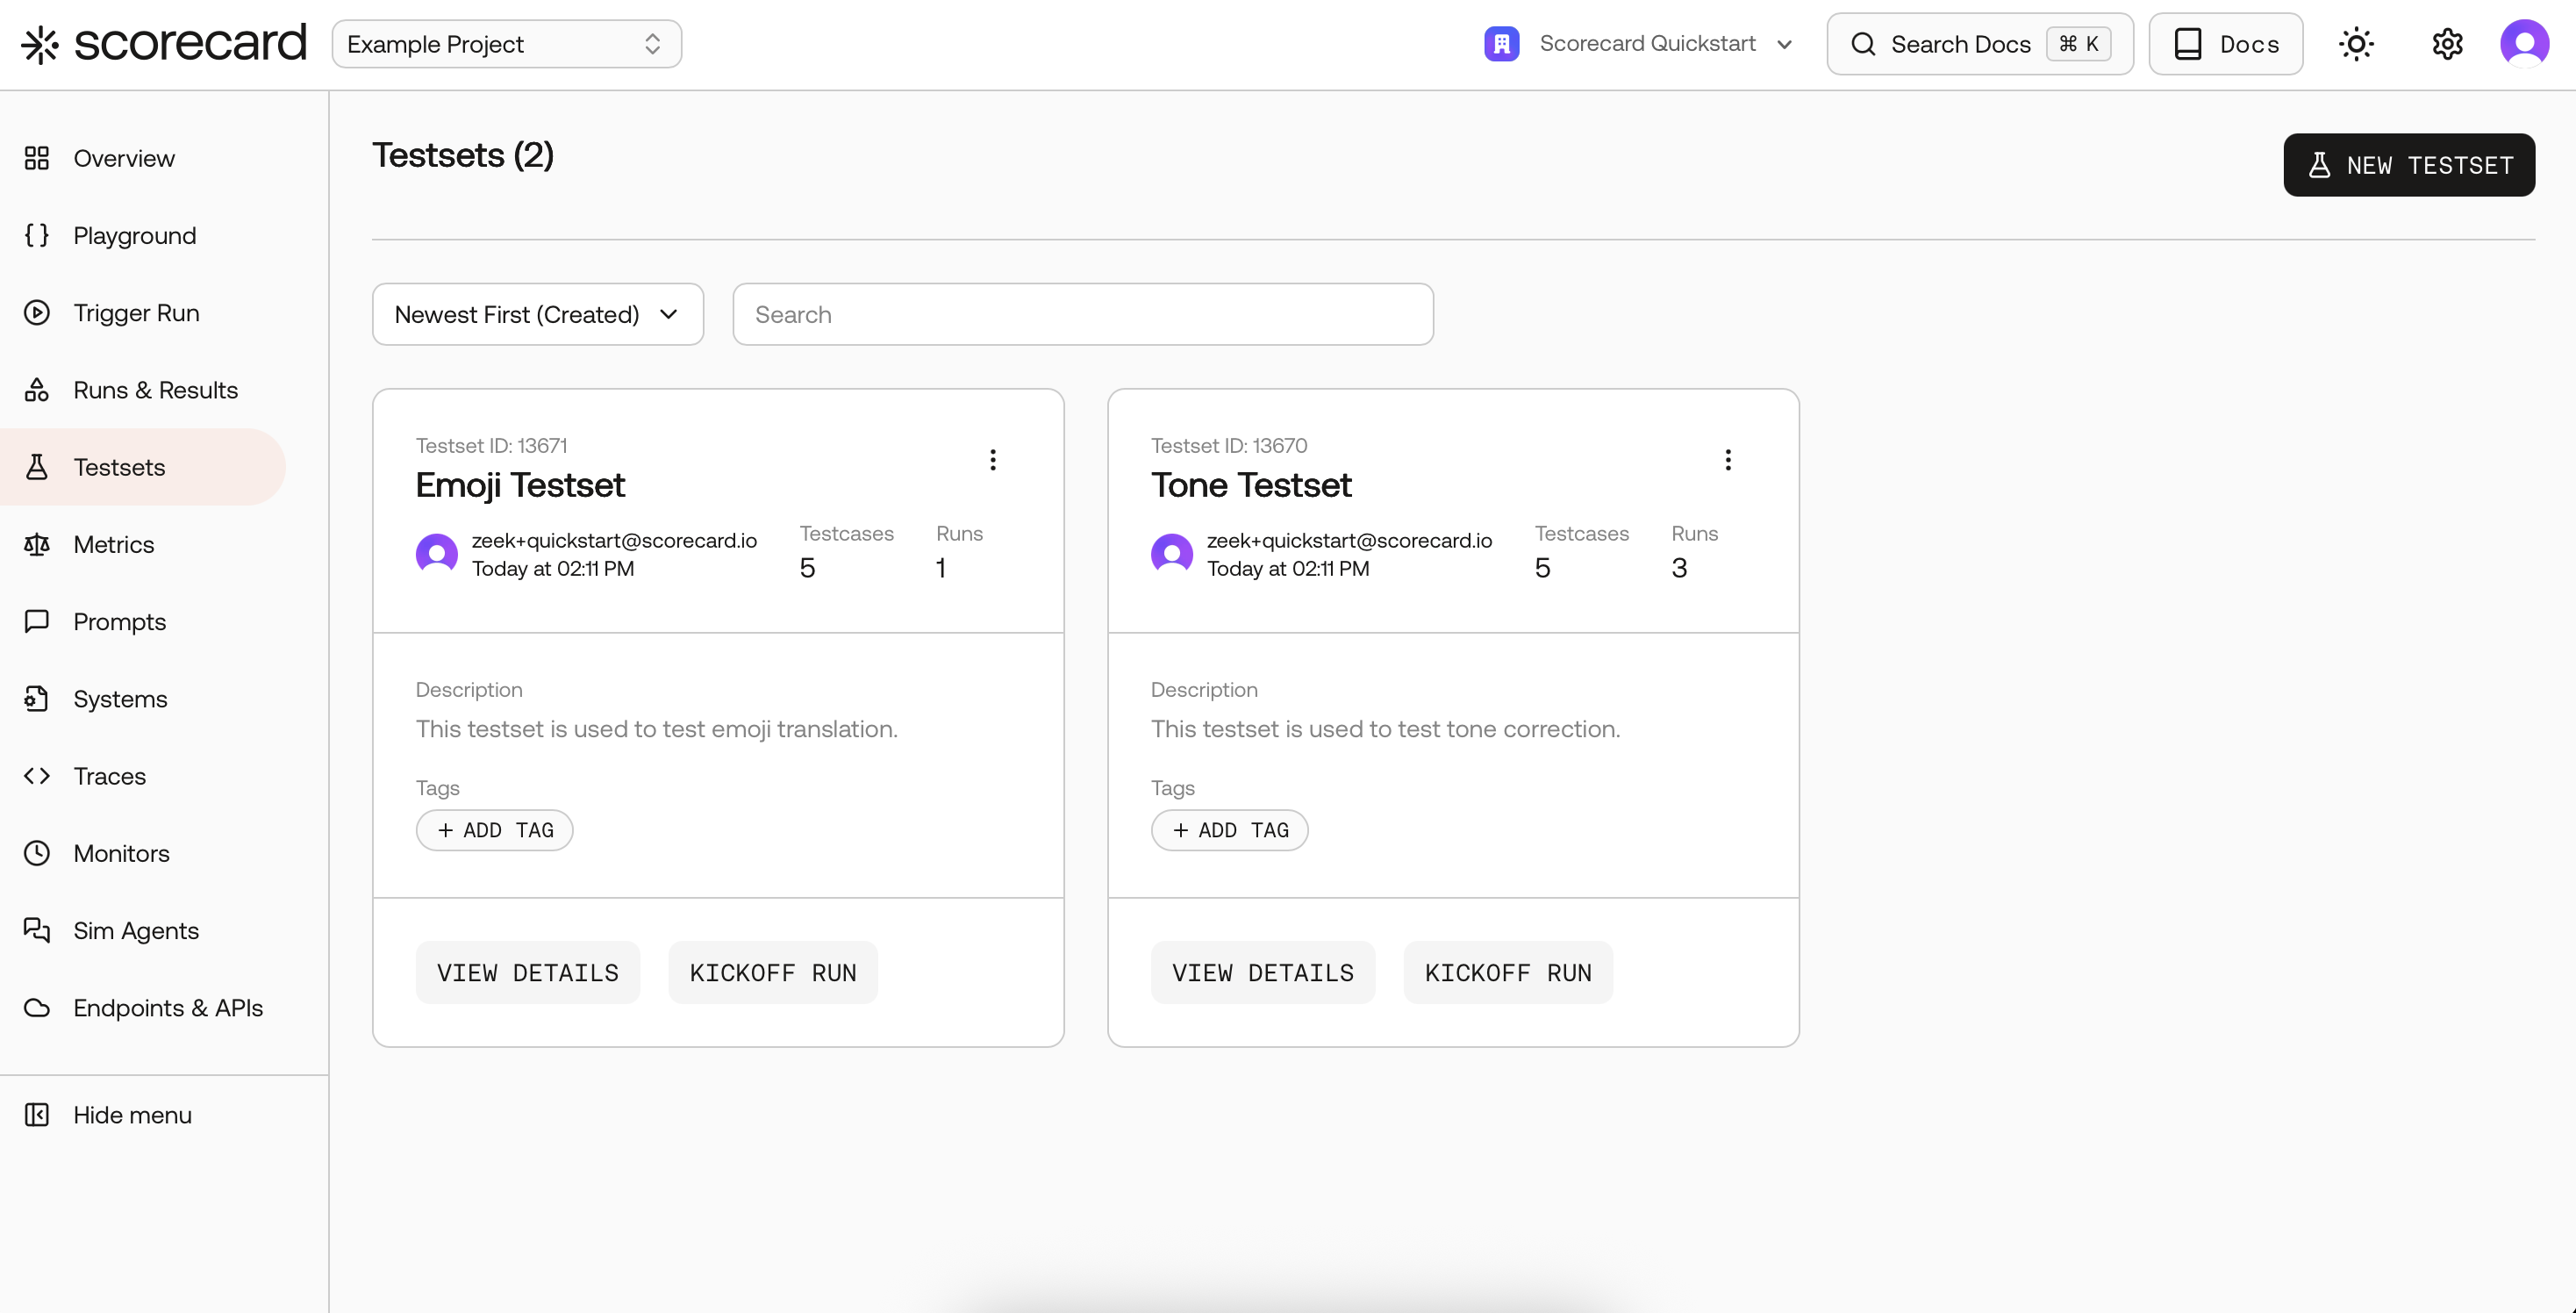 scorecard
Example Project
Scorecard Quickstart
Search Docs ⌘ K
Docs
Overview
Playground
Trigger Run
Runs & Results
Testsets
Metrics
Prompts
Systems
Traces
Monitors
Sim Agents
Endpoints & APIs
Hide menu
Testsets (2)
NEW TESTSET
Newest First (Created)
Search
Testset ID: 13671
Emoji Testset
zeek+quickstart@scorecard.io
Today at 02:11 PM
Testcases
5
Runs
1
Description
This testset is used to test emoji translation.
Tags
+ ADD TAG
VIEW DETAILS
KICKOFF RUN
Testset ID: 13670
Tone Testset
zeek+quickstart@scorecard.io
Today at 02:11 PM
Testcases
5
Runs
3
Description
This testset is used to test tone correction.
Tags
+ ADD TAG
VIEW DETAILS
KICKOFF RUN